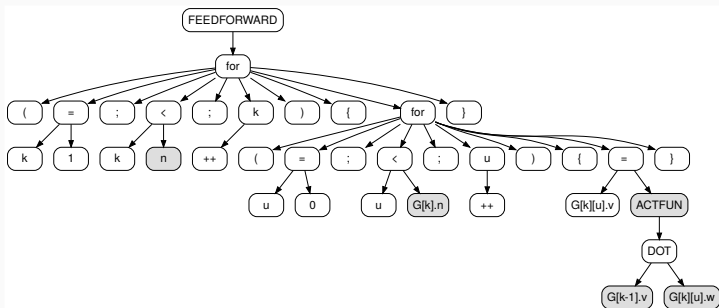 FEEDFORWARD
for
( = ; < ; k ) { for }
k 1 k n ++ ( = ; < ; u ) { = }
u 0 u G[k].n ++ G[k][u].v ACTFUN
DOT
G[k-1].v G[k][u].w